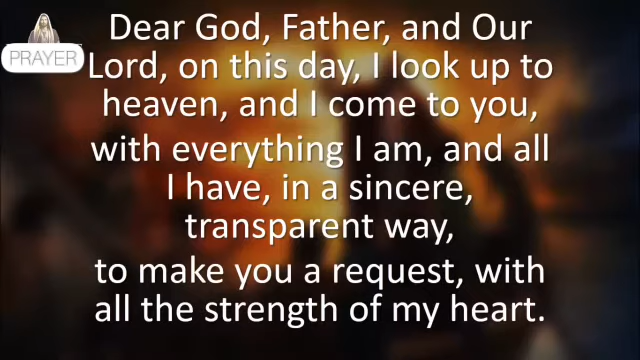 PRAYER
Dear God, Father, and Our
Lord, on this day, I look up to
heaven, and I come to you,
with everything I am, and all
I have, in a sincere,
transparent way,
to make you a request, with
all the strength of my heart.